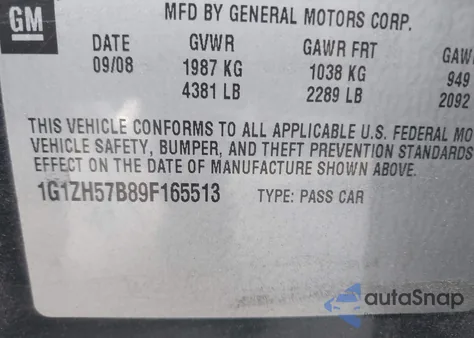 GM
MFD BY GENERAL MOTORS CORP.
DATE GVWR GAWR FRT GAW
09/08 1987 KG 1038 KG 949
4381 LB 2289 LB 2092
THIS VEHICLE CONFORMS TO ALL APPLICABLE U.S. FEDERAL MO
VEHICLE SAFETY, BUMPER, AND THEFT PREVENTION STANDARDS
EFFECT ON THE DATE OF MANUFACTURE SHOWN ABOVE.
1G1ZH57B89F165513 TYPE: PASS CAR
autoSnap